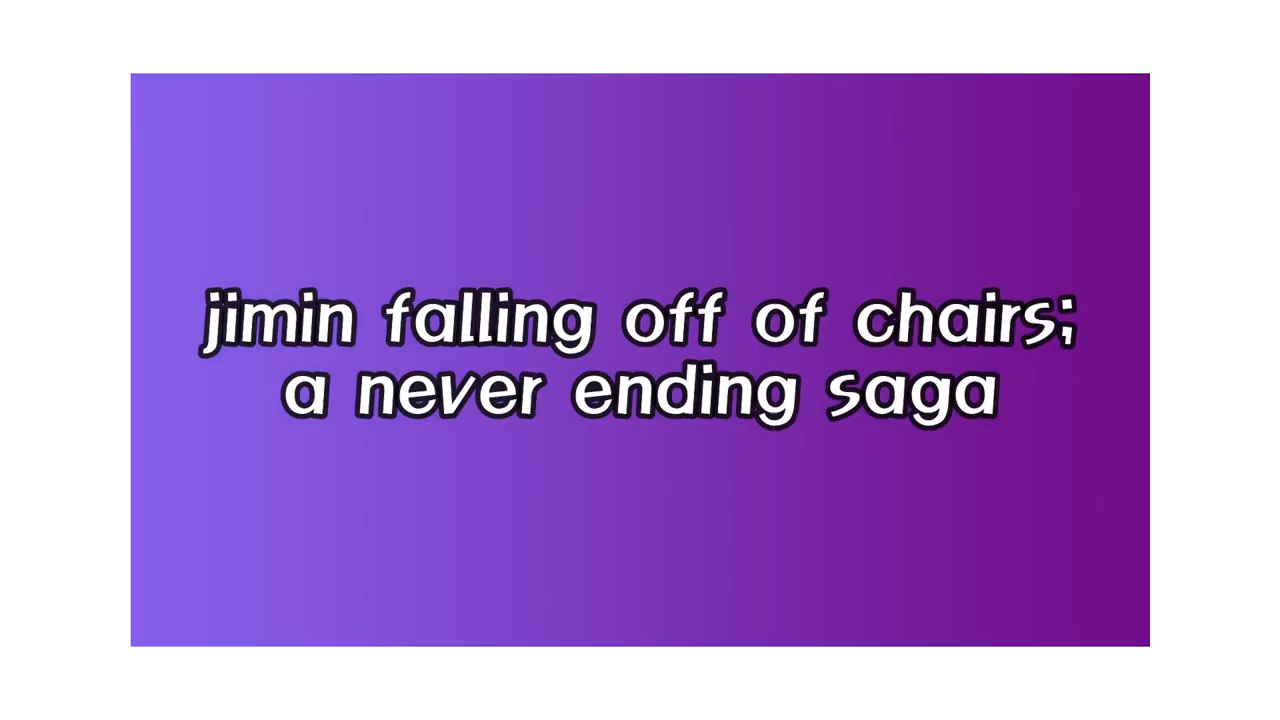 jimin falling off of chairs;
a never ending saga